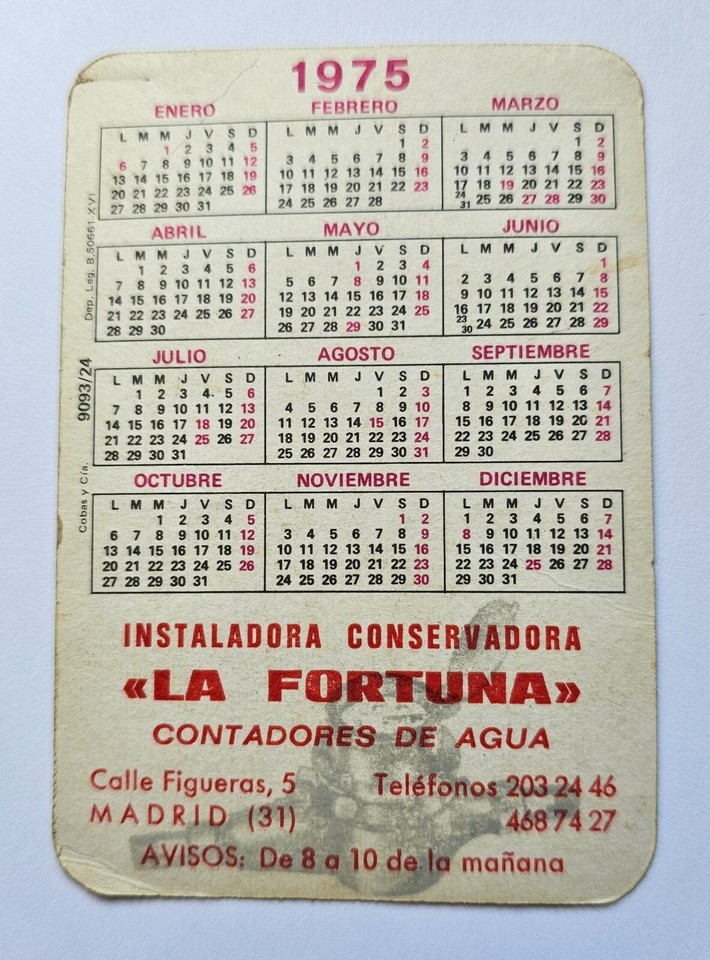 1975
ENERO
L M M J V S D
1 2 3 4 5
6 7 8 9 10 11 12
13 14 15 16 17 18 19
20 21 22 23 24 25 26
27 28 29 30 31
FEBRERO
L M M J V S D
1 2
3 4 5 6 7 8 9
10 11 12 13 14 15 16
17 18 19 20 21 22 23
24 25 26 27 28
MARZO
L M M J V S D
1 2
3 4 5 6 7 8 9
10 11 12 13 14 15 16
17 18 19 20 21 22 23
24 31 25 26 27 28 29 30
ABRIL
L M M J V S D
1 2 3 4 5 6
7 8 9 10 11 12 13
14 15 16 17 18 19 20
21 22 23 24 25 26 27
28 29 30
MAYO
L M M J V S D
1 2 3 4
5 6 7 8 9 10 11
12 13 14 15 16 17 18
19 20 21 22 23 24 25
26 27 28 29 30 31
JUNIO
L M M J V S D
1
2 3 4 5 6 7 8
9 10 11 12 13 14 15
16 17 18 19 20 21 22
23 30 24 25 26 27 28 29
JULIO
L M M J V S D
1 2 3 4 5 6
7 8 9 10 11 12 13
14 15 16 17 18 19 20
21 22 23 24 25 26 27
28 29 30 31
AGOSTO
L M M J V S D
1 2 3
4 5 6 7 8 9 10
11 12 13 14 15 16 17
18 19 20 21 22 23 24
25 26 27 28 29 30 31
SEPTIEMBRE
L M M J V S D
1 2 3 4 5 6 7
8 9 10 11 12 13 14
15 16 17 18 19 20 21
22 23 24 25 26 27 28
29 30
OCTUBRE
L M M J V S D
1 2 3 4 5
6 7 8 9 10 11 12
13 14 15 16 17 18 19
20 21 22 23 24 25 26
27 28 29 30 31
NOVIEMBRE
L M M J V S D
1 2
3 4 5 6 7 8 9
10 11 12 13 14 15 16
17 18 19 20 21 22 23
24 25 26 27 28 29 30
DICIEMBRE
L M M J V S D
1 2 3 4 5 6 7
8 9 10 11 12 13 14
15 16 17 18 19 20 21
22 23 24 25 26 27 28
29 30 31
Cobas y Cía. 9093/24 Dep. Leg. B.50661 XVI
INSTALADORA CONSERVADORA
«LA FORTUNA»
CONTADORES DE AGUA
Calle Figueras, 5 Teléfonos 203 24 46
MADRID (31) 468 74 27
AVISOS: De 8 a 10 de la mañana